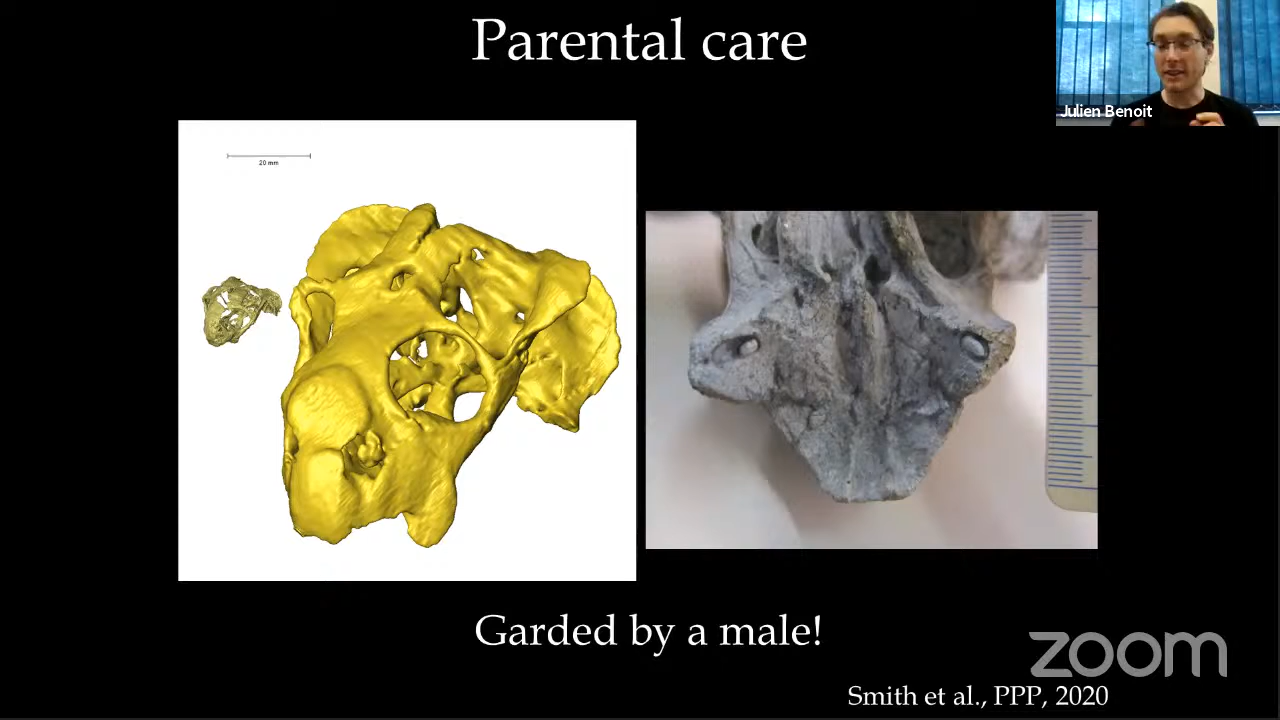 Parental care
Julien Benoit
20 mm
Garded by a male!
zoom
Smith et al., PPP, 2020